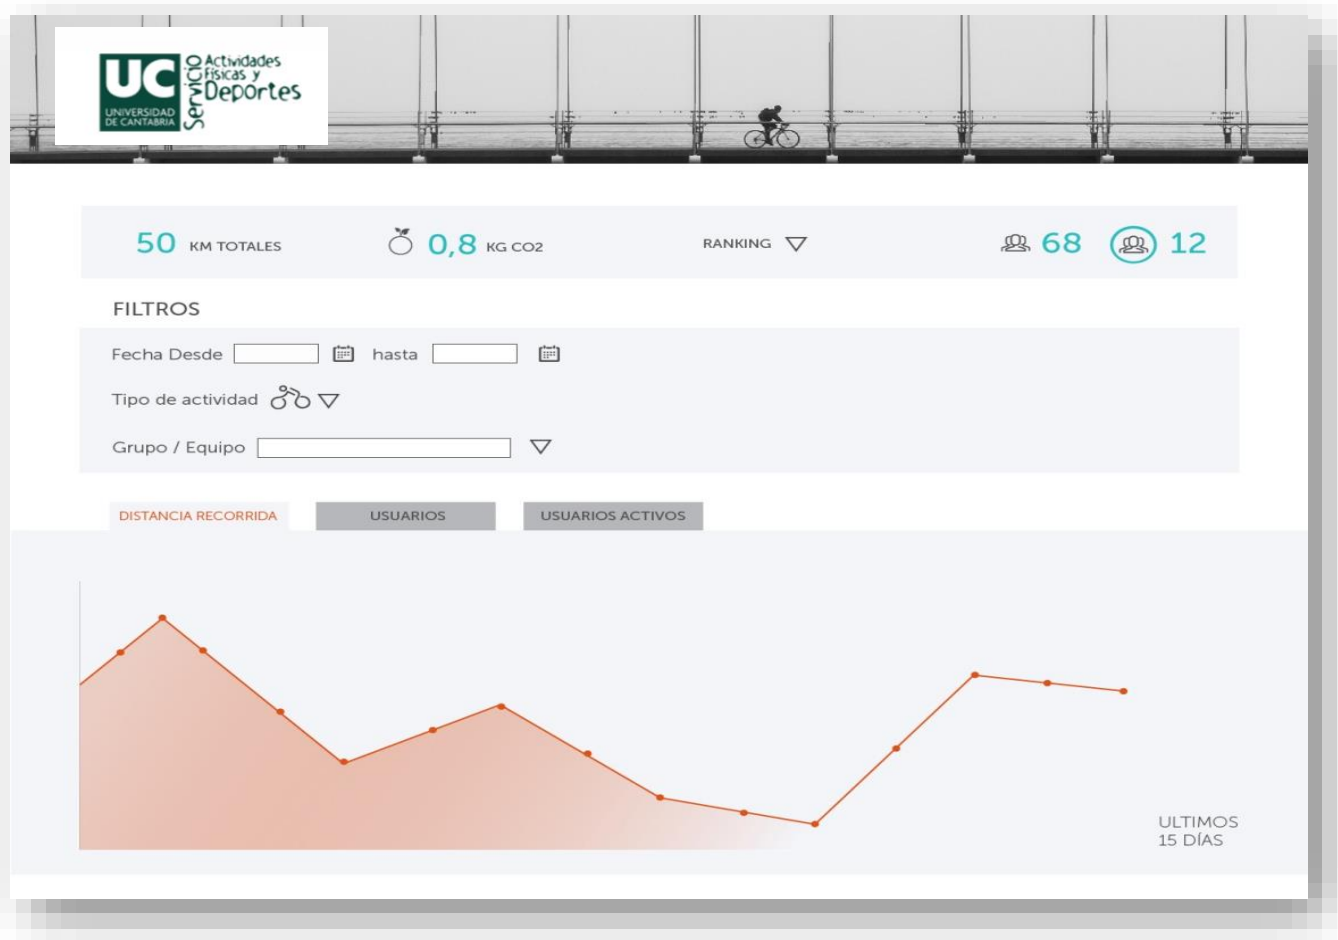 UC
UNIVERSIDAD
DE CANTABRIA
Servicio
Actividades
Físicas y
Deportes
50 KM TOTALES
0,8 KG CO2
RANKING
68
12
FILTROS
Fecha Desde
hasta
Tipo de actividad
Grupo / Equipo
DISTANCIA RECORRIDA
USUARIOS
USUARIOS ACTIVOS
ULTIMOS
15 DÍAS